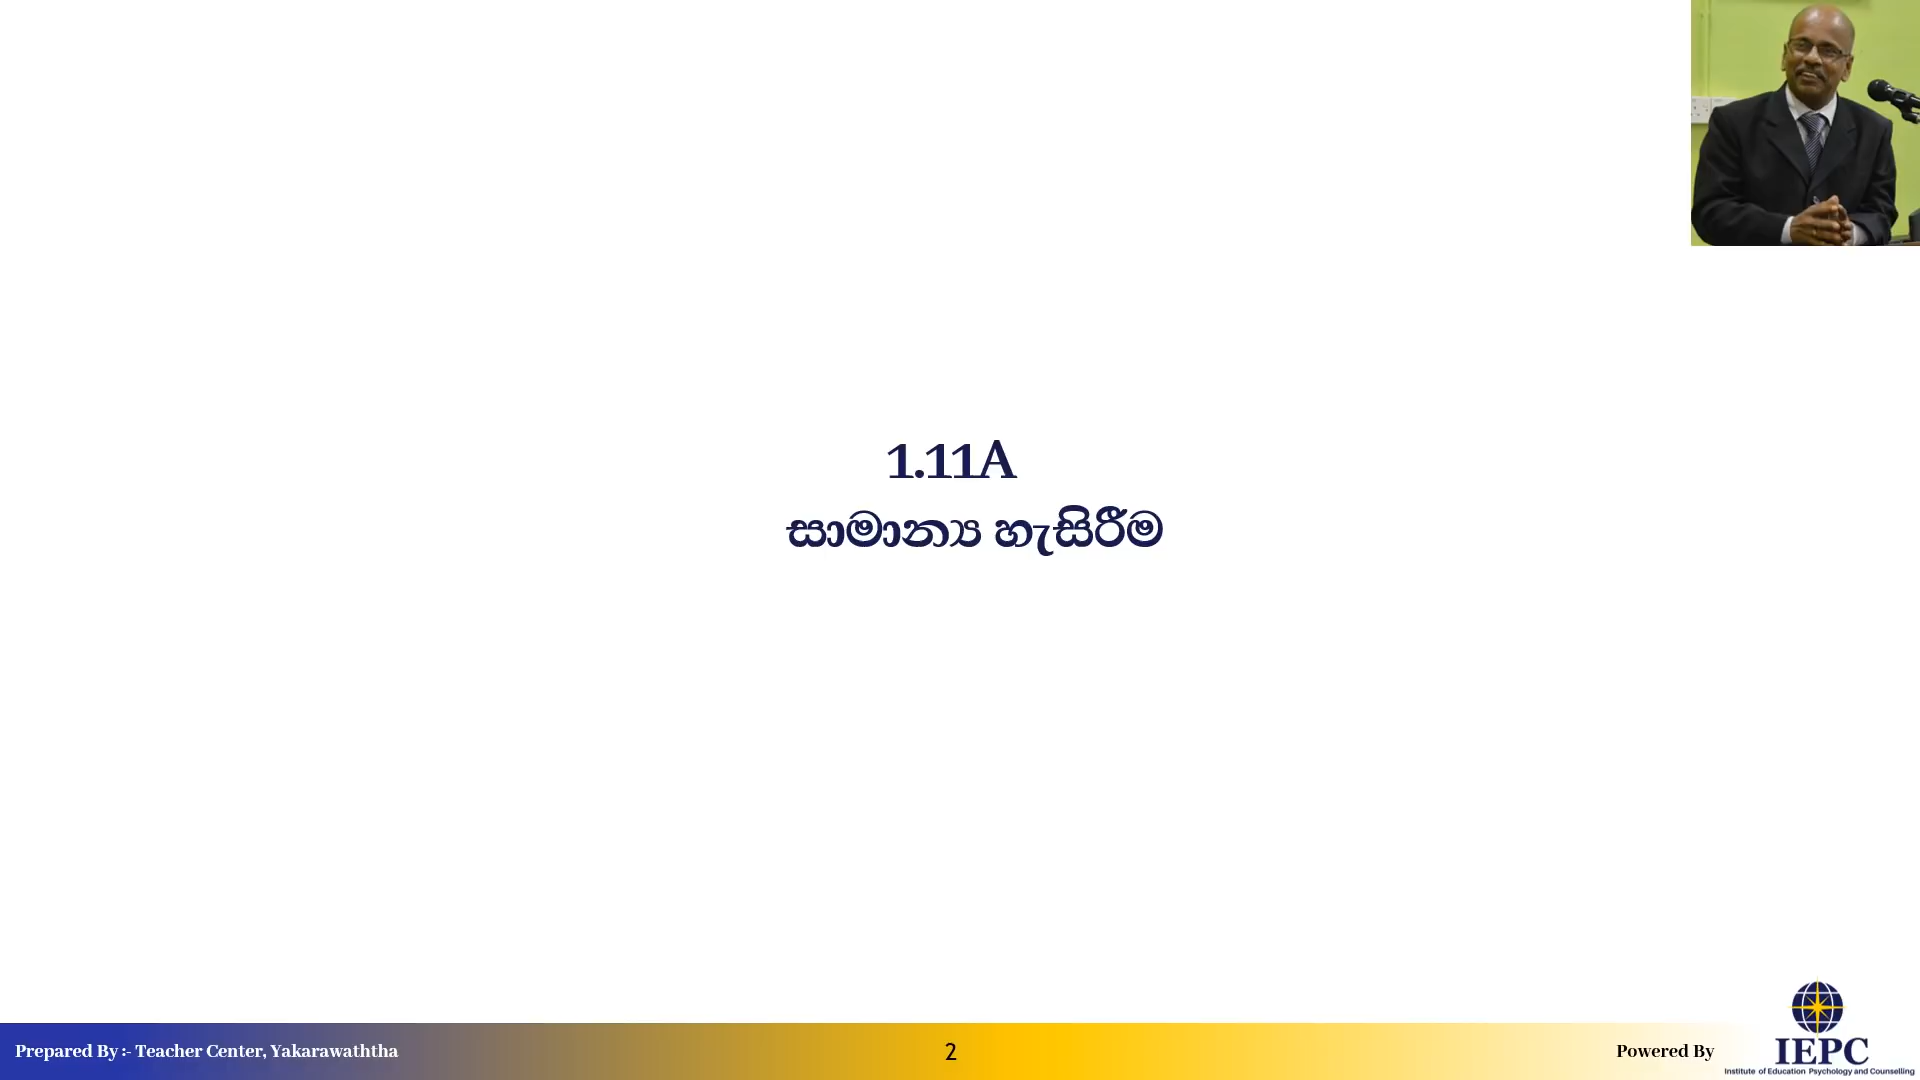 1.11A
සාමාන්‍ය හැසිරීම
Prepared By :- Teacher Center, Yakarawaththa
2
Powered By
IEPC
Institute of Education Psychology and Counselling